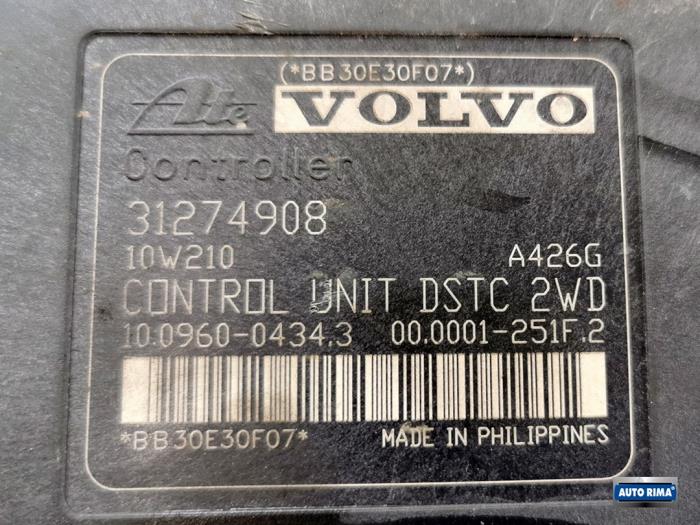 (*BB30E30F07*)
Ate VOLVO
Controller
31274908
10W210 A426G
CONTROL UNIT DSTC 2WD
10.0960-0434.3 00.0001-251F.2
*BB30E30F07* MADE IN PHILIPPINES
AUTO RIMA